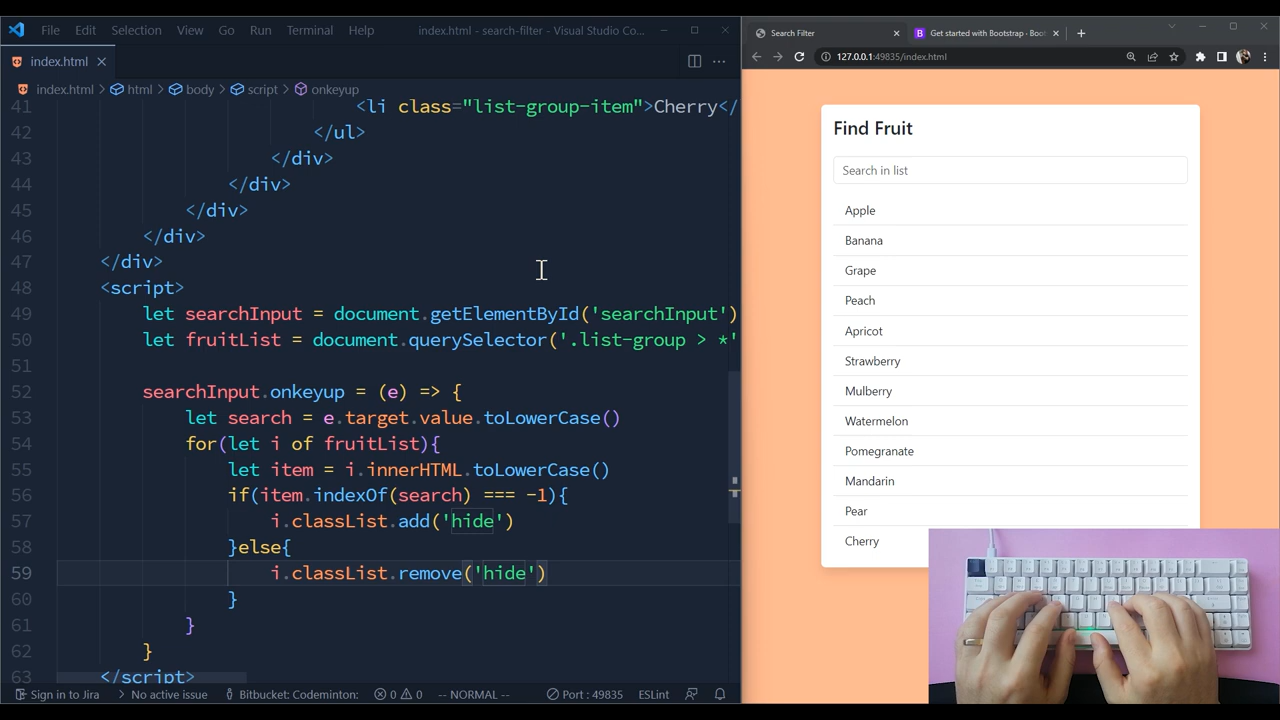 File Edit Selection View Go Run Terminal Help index.html - search-filter - Visual Studio Co...
index.html
index.html > html > body > script > onkeyup
41 <li class="list-group-item">Cherry</
42 </ul>
43 </div>
44 </div>
45 </div>
46 </div>
47 </div>
48 <script>
49 let searchInput = document.getElementById('searchInput')
50 let fruitList = document.querySelector('.list-group > *'
51
52 searchInput.onkeyup = (e) => {
53 let search = e.target.value.toLowerCase()
54 for(let i of fruitList){
55 let item = i.innerHTML.toLowerCase()
56 if(item.indexOf(search) === -1){
57 i.classList.add('hide')
58 }else{
59 i.classList.remove('hide')
60 }
61 }
62 }
63 </script>
Sign in to Jira No active issue Bitbucket: Codeminton: 0 0 -- NORMAL -- Port : 49835 ESLint
Search Filter
Get started with Bootstrap · Boot
127.0.0.1:49835/index.html
Find Fruit
Search in list
Apple
Banana
Grape
Peach
Apricot
Strawberry
Mulberry
Watermelon
Pomegranate
Mandarin
Pear
Cherry